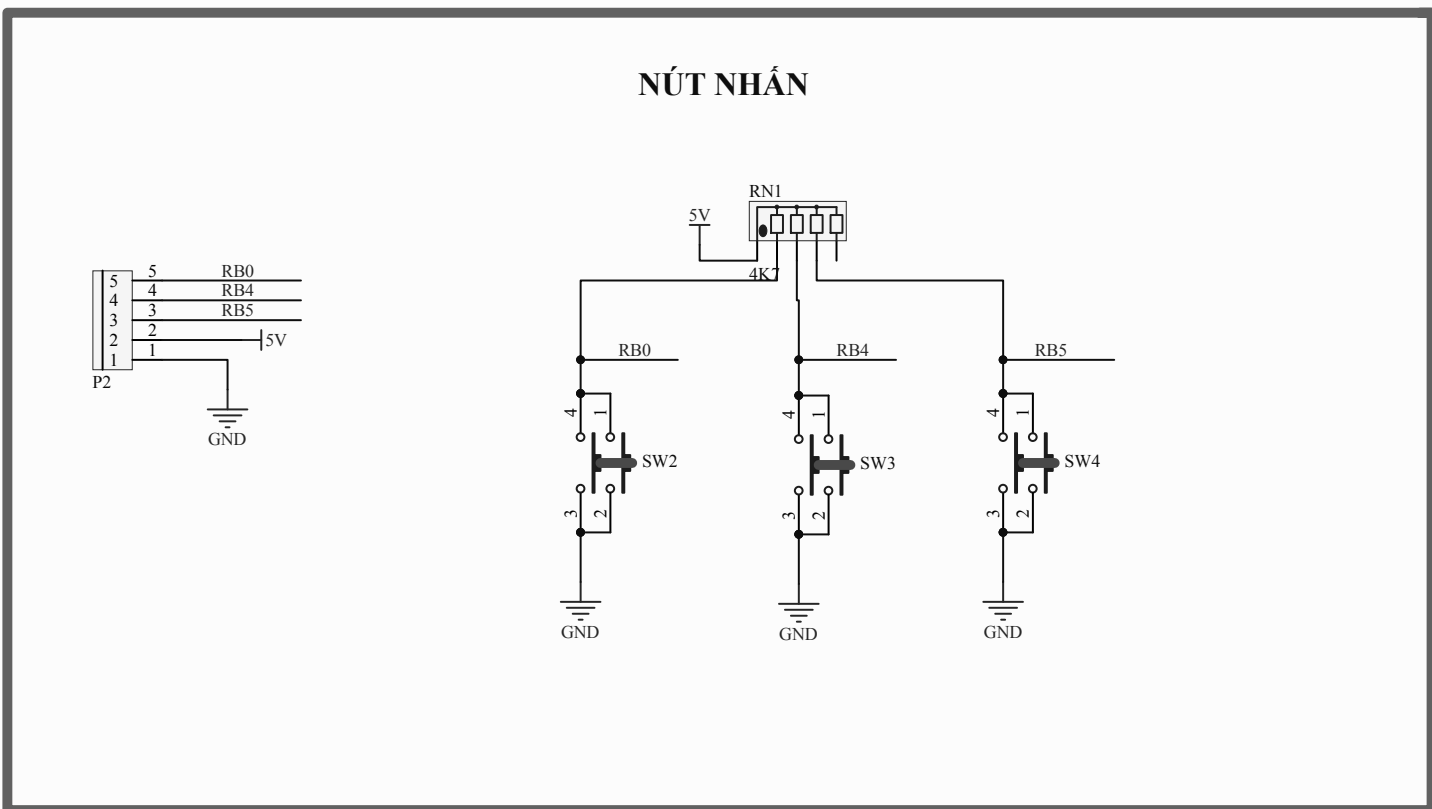 NÚT NHẤN
RN1
5V
4K7
5 5 RB0
4 4 RB4
3 3 RB5
2 2 5V
1 1
P2
GND
RB0
RB4
RB5
4 1
4 1
4 1
SW2
SW3
SW4
3 2
3 2
3 2
GND
GND
GND